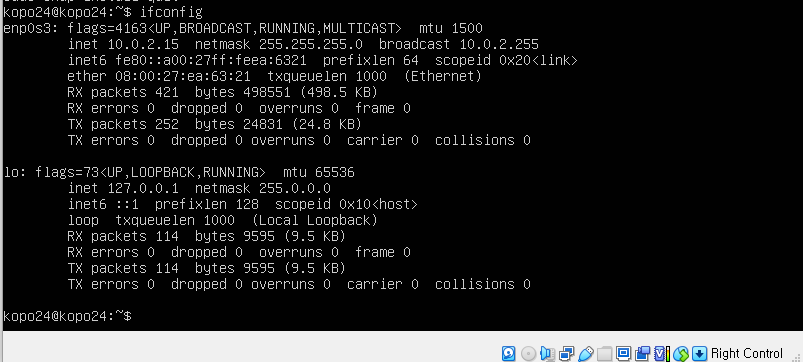 kopo24@kopo24:~$ ifconfig
enp0s3: flags=4163<UP,BROADCAST,RUNNING,MULTICAST>  mtu 1500
        inet 10.0.2.15  netmask 255.255.255.0  broadcast 10.0.2.255
        inet6 fe80::a00:27ff:feea:6321  prefixlen 64  scopeid 0x20<link>
        ether 08:00:27:ea:63:21  txqueuelen 1000  (Ethernet)
        RX packets 421  bytes 498551 (498.5 KB)
        RX errors 0  dropped 0  overruns 0  frame 0
        TX packets 252  bytes 24831 (24.8 KB)
        TX errors 0  dropped 0 overruns 0  carrier 0  collisions 0
lo: flags=73<UP,LOOPBACK,RUNNING>  mtu 65536
        inet 127.0.0.1  netmask 255.0.0.0
        inet6 ::1  prefixlen 128  scopeid 0x10<host>
        loop  txqueuelen 1000  (Local Loopback)
        RX packets 114  bytes 9595 (9.5 KB)
        RX errors 0  dropped 0  overruns 0  frame 0
        TX packets 114  bytes 9595 (9.5 KB)
        TX errors 0  dropped 0 overruns 0  carrier 0  collisions 0
kopo24@kopo24:~$
Right Control